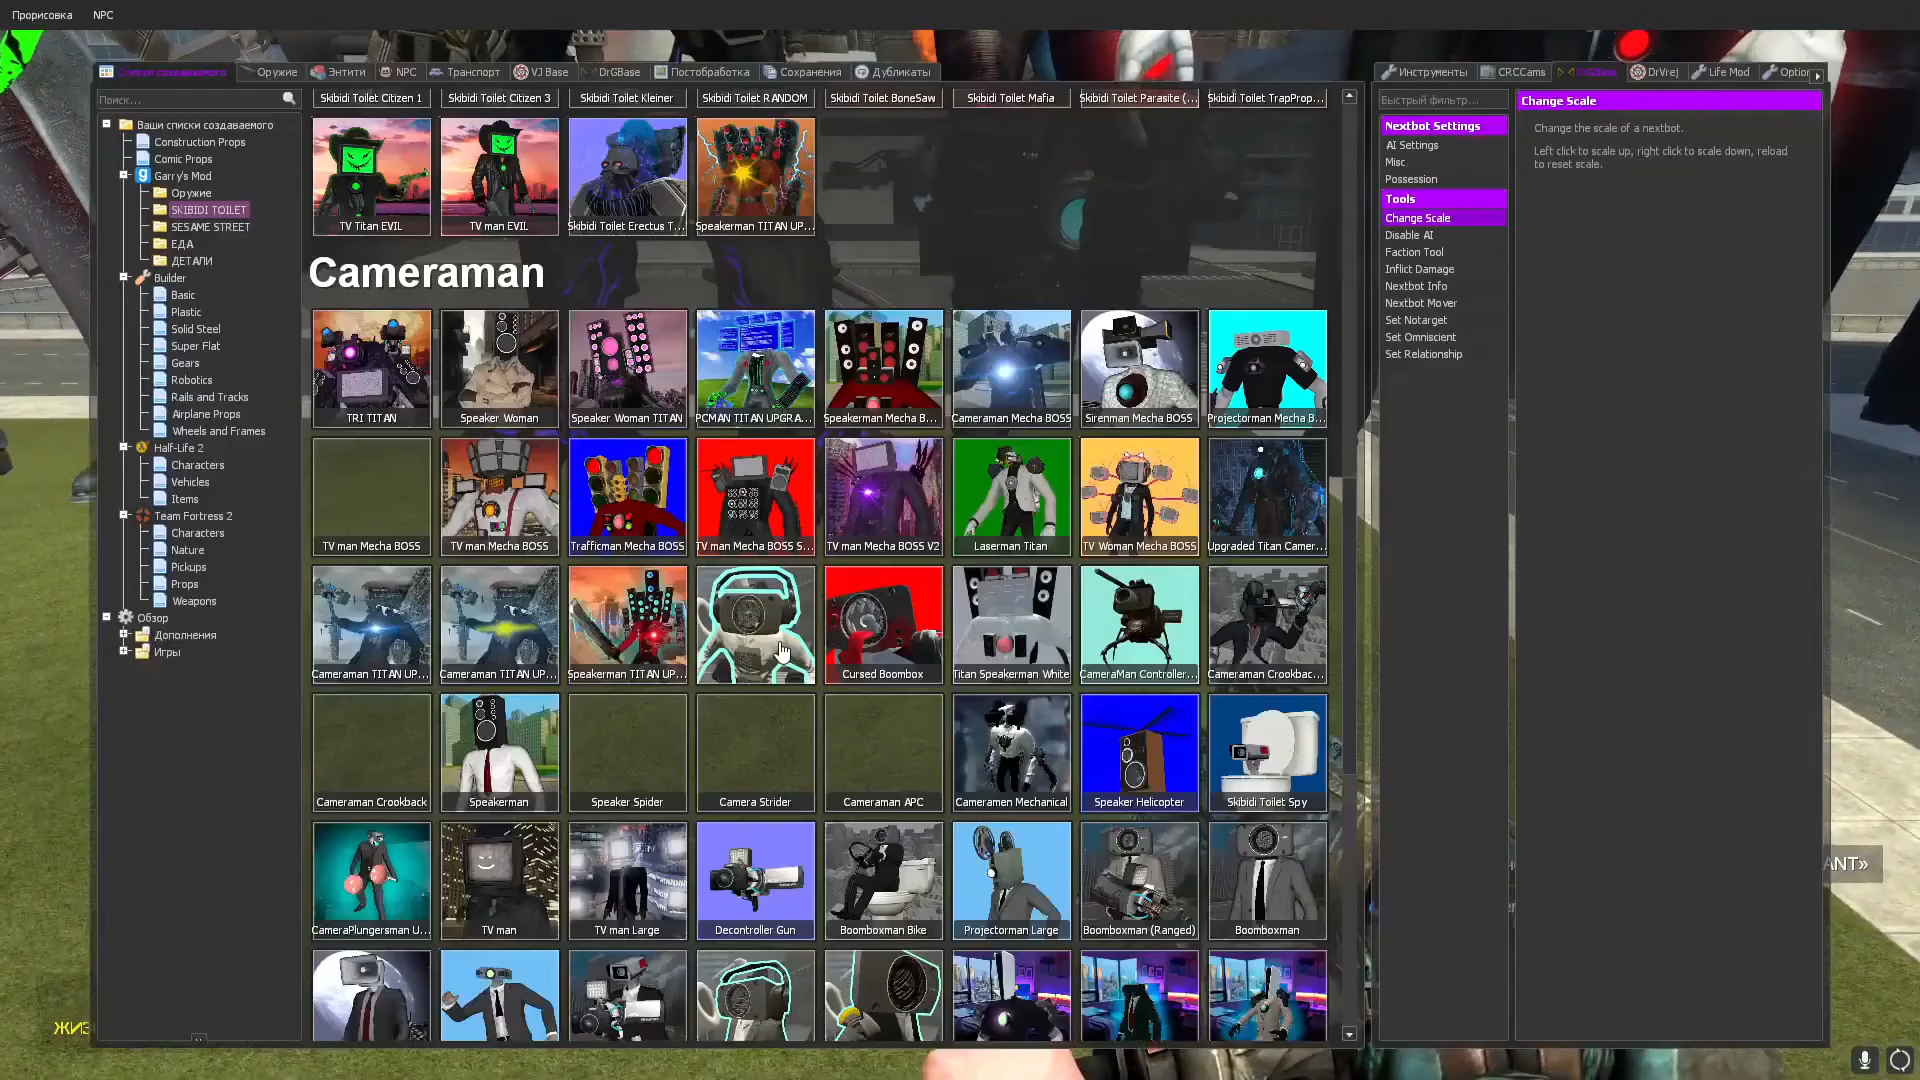 Прорисовка
NPC
Списки создаваемого
Оружие
Энтити
NPC
Транспорт
VJ Base
DrGBase
Постобработка
Сохранения
Дубликаты
Поиск...
Ваши списки создаваемого
Construction Props
Comic Props
Garry's Mod
Оружие
SKIBIDI TOILET
SESAME STREET
ЕДА
ДЕТАЛИ
Builder
Basic
Plastic
Solid Steel
Super Flat
Gears
Robotics
Rails and Tracks
Airplane Props
Wheels and Frames
Half-Life 2
Characters
Vehicles
Items
Team Fortress 2
Characters
Nature
Pickups
Props
Weapons
Обзор
Дополнения
Игры
Skibidi Toilet Citizen 1
Skibidi Toilet Citizen 3
Skibidi Toilet Kleiner
Skibidi Toilet RANDOM
Skibidi Toilet BoneSaw
Skibidi Toilet Mafia
Skibidi Toilet Parasite (...
Skibidi Toilet TrapProp...
TV Titan EVIL
TV man EVIL
Skibidi Toilet Erectus T...
Speakerman TITAN UP...
Cameraman
TRI TITAN
Speaker Woman
Speaker Woman TITAN
PCMAN TITAN UPGRA...
Speakerman Mecha B...
Cameraman Mecha BOSS
Sirenman Mecha BOSS
Projectorman Mecha B...
TV man Mecha BOSS
TV man Mecha BOSS
Trafficman Mecha BOSS
TV man Mecha BOSS S...
TV man Mecha BOSS V2
Laserman Titan
TV Woman Mecha BOSS
Upgraded Titan Camer...
Cameraman TITAN UP...
Cameraman TITAN UP...
Speakerman TITAN UP...
Cursed Boombox
Titan Speakerman White
CameraMan Controller...
Cameraman Crookbac...
Cameraman Crookback
Speakerman
Speaker Spider
Camera Strider
Cameraman APC
Cameramen Mechanical
Speaker Helicopter
Skibidi Toilet Spy
CameraPlungersman U...
TV man
TV man Large
Decontroller Gun
Boomboxman Bike
Projectorman Large
Boomboxman (Ranged)
Boomboxman
Инструменты
CRCCams
DrGBase
DrVrej
Life Mod
Option
Быстрый фильтр...
Nextbot Settings
AI Settings
Misc
Possession
Tools
Change Scale
Disable AI
Faction Tool
Inflict Damage
Nextbot Info
Nextbot Mover
Set Notarget
Set Omniscient
Set Relationship
Change Scale
Change the scale of a nextbot.
Left click to scale up, right click to scale down, reload
to reset scale.
ANT»
ЖИЗ